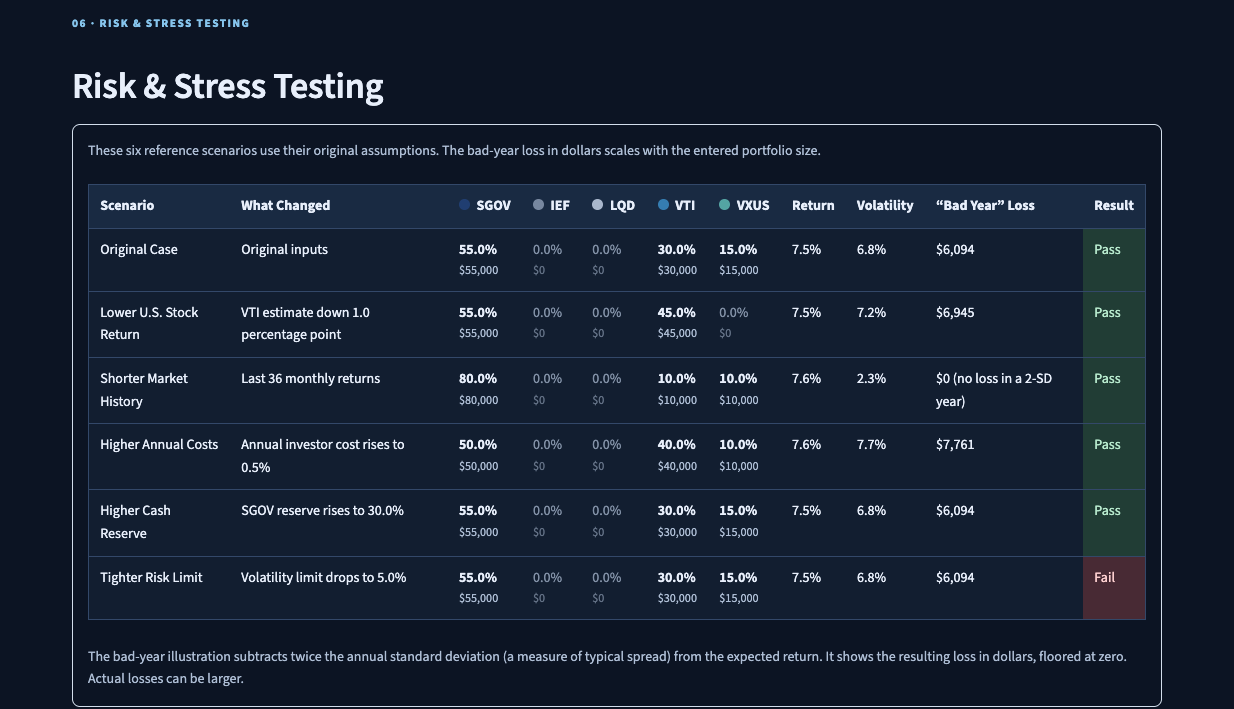 06 · RISK & STRESS TESTING
Risk & Stress Testing
These six reference scenarios use their original assumptions. The bad-year loss in dollars scales with the entered portfolio size.
Scenario What Changed SGOV IEF LQD VTI VXUS Return Volatility “Bad Year” Loss Result
Original Case Original inputs 55.0% 0.0% 0.0% 30.0% 15.0% 7.5% 6.8% $6,094 Pass
$55,000 $0 $0 $30,000 $15,000
Lower U.S. Stock VTI estimate down 1.0 55.0% 0.0% 0.0% 45.0% 0.0% 7.5% 7.2% $6,945 Pass
Return percentage point $55,000 $0 $0 $45,000 $0
Shorter Market Last 36 monthly returns 80.0% 0.0% 0.0% 10.0% 10.0% 7.6% 2.3% $0 (no loss in a 2-SD Pass
History $80,000 $0 $0 $10,000 $10,000 year)
Higher Annual Costs Annual investor cost rises to 50.0% 0.0% 0.0% 40.0% 10.0% 7.6% 7.7% $7,761 Pass
0.5% $50,000 $0 $0 $40,000 $10,000
Higher Cash SGOV reserve rises to 30.0% 55.0% 0.0% 0.0% 30.0% 15.0% 7.5% 6.8% $6,094 Pass
Reserve $55,000 $0 $0 $30,000 $15,000
Tighter Risk Limit Volatility limit drops to 5.0% 55.0% 0.0% 0.0% 30.0% 15.0% 7.5% 6.8% $6,094 Fail
$55,000 $0 $0 $30,000 $15,000
The bad-year illustration subtracts twice the annual standard deviation (a measure of typical spread) from the expected return. It shows the resulting loss in dollars, floored at zero.
Actual losses can be larger.